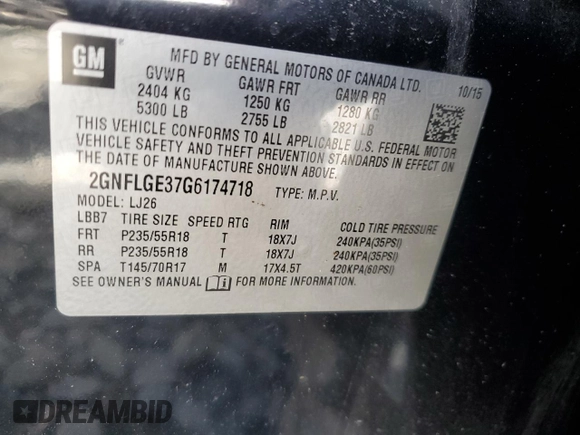 GM
MFD BY GENERAL MOTORS OF CANADA LTD.
10/15
GVWR GAWR FRT GAWR RR
2404 KG 1250 KG 1280 KG
5300 LB 2755 LB 2821 LB
THIS VEHICLE CONFORMS TO ALL APPLICABLE U.S. FEDERAL MOTOR
VEHICLE SAFETY AND THEFT PREVENTION STANDARDS IN EFFECT ON
THE DATE OF MANUFACTURE SHOWN ABOVE.
2GNFLGE37G6174718 TYPE: M.P.V.
MODEL: LJ26
LBB7 TIRE SIZE SPEED RTG RIM COLD TIRE PRESSURE
FRT P235/55R18 T 18X7J 240KPA(35PSI)
RR P235/55R18 T 18X7J 240KPA(35PSI)
SPA T145/70R17 M 17X4.5T 420KPA(60PSI)
SEE OWNER'S MANUAL FOR MORE INFORMATION.
DREAMBID